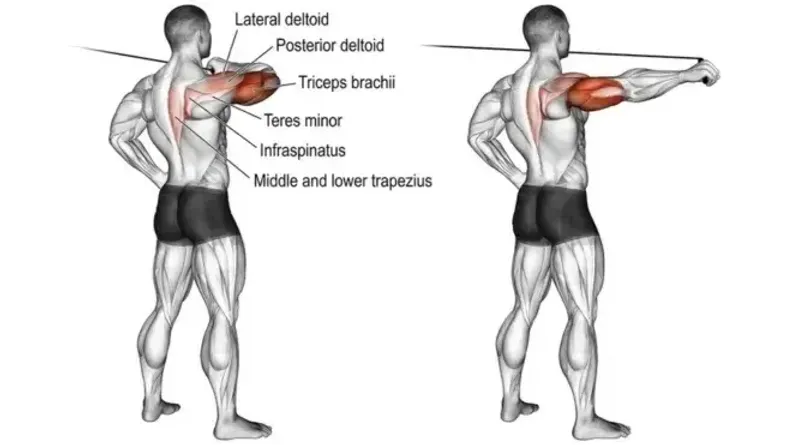 Lateral deltoid
Posterior deltoid
Triceps brachii
Teres minor
Infraspinatus
Middle and lower trapezius